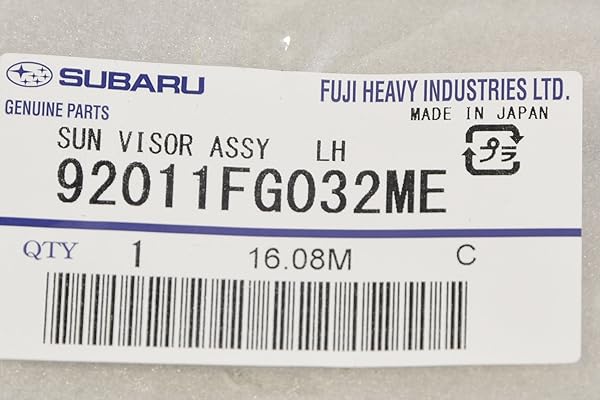 SUBARU
FUJI HEAVY INDUSTRIES LTD.
GENUINE PARTS
MADE IN JAPAN
SUN VISOR ASSY LH
プラ
92011FG032ME
QTY 1 16.08M C